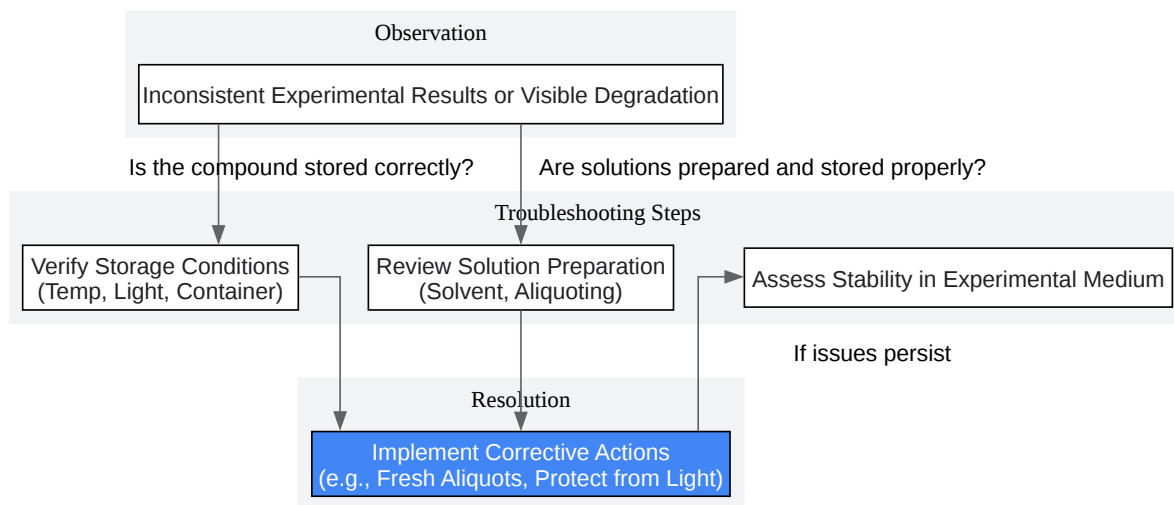 Observation
Inconsistent Experimental Results or Visible Degradation
Is the compound stored correctly?
Are solutions prepared and stored properly?
Troubleshooting Steps
Verify Storage Conditions
(Temp, Light, Container)
Review Solution Preparation
(Solvent, Aliquoting)
Assess Stability in Experimental Medium
If issues persist
Resolution
Implement Corrective Actions
(e.g., Fresh Aliquots, Protect from Light)